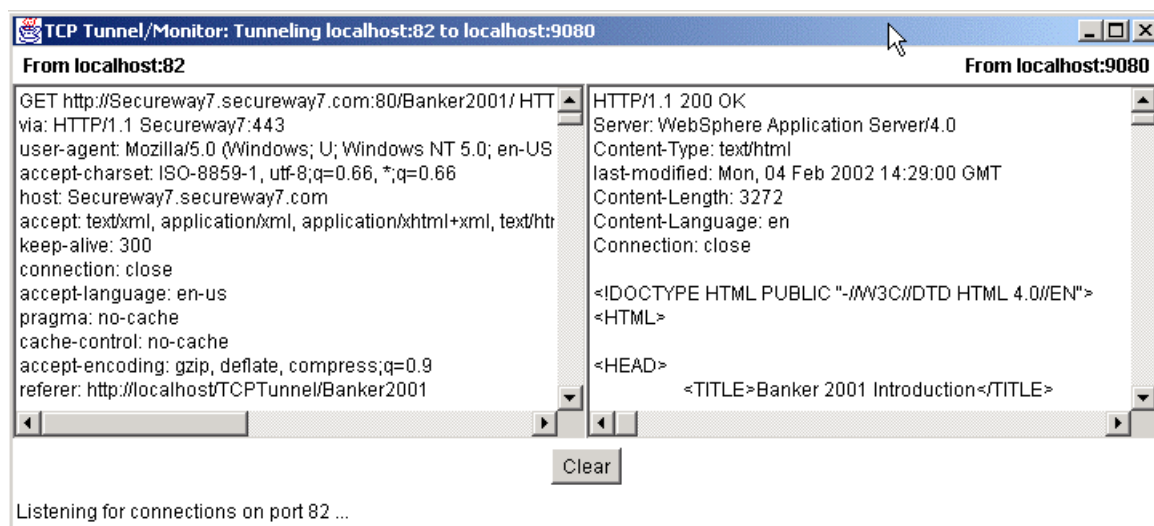 TCP Tunnel/Monitor: Tunneling localhost:82 to localhost:9080
From localhost:82
From localhost:9080
GET http://Secureway7.secureway7.com:80/Banker2001/ HTT
via: HTTP/1.1 Secureway7:443
user-agent: Mozilla/5.0 (Windows; U; Windows NT 5.0; en-US
accept-charset: ISO-8859-1, utf-8;q=0.66, *;q=0.66
host: Secureway7.secureway7.com
accept: text/xml, application/xml, application/xhtml+xml, text/htr
keep-alive: 300
connection: close
accept-language: en-us
pragma: no-cache
cache-control: no-cache
accept-encoding: gzip, deflate, compress;q=0.9
referer: http://localhost/TCPTunnel/Banker2001
HTTP/1.1 200 OK
Server: WebSphere Application Server/4.0
Content-Type: text/html
last-modified: Mon, 04 Feb 2002 14:29:00 GMT
Content-Length: 3272
Content-Language: en
Connection: close
<!DOCTYPE HTML PUBLIC "-//W3C//DTD HTML 4.0//EN">
<HTML>
<HEAD>
<TITLE>Banker 2001 Introduction</TITLE>
Clear
Listening for connections on port 82 ...